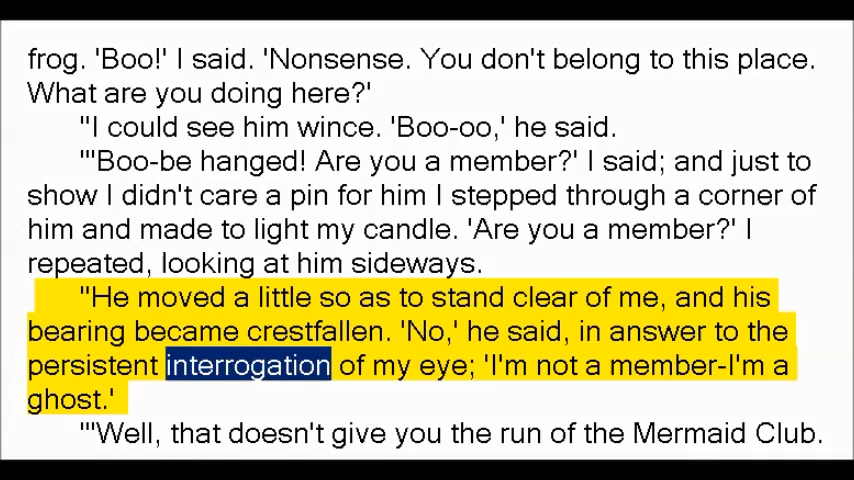 frog. 'Boo!' I said. 'Nonsense. You don't belong to this place.
What are you doing here?'
"I could see him wince. 'Boo-oo,' he said.
"'Boo-be hanged! Are you a member?' I said; and just to
show I didn't care a pin for him I stepped through a corner of
him and made to light my candle. 'Are you a member?' I
repeated, looking at him sideways.
"He moved a little so as to stand clear of me, and his
bearing became crestfallen. 'No,' he said, in answer to the
persistent interrogation of my eye; 'I'm not a member-I'm a
ghost.'
"'Well, that doesn't give you the run of the Mermaid Club.